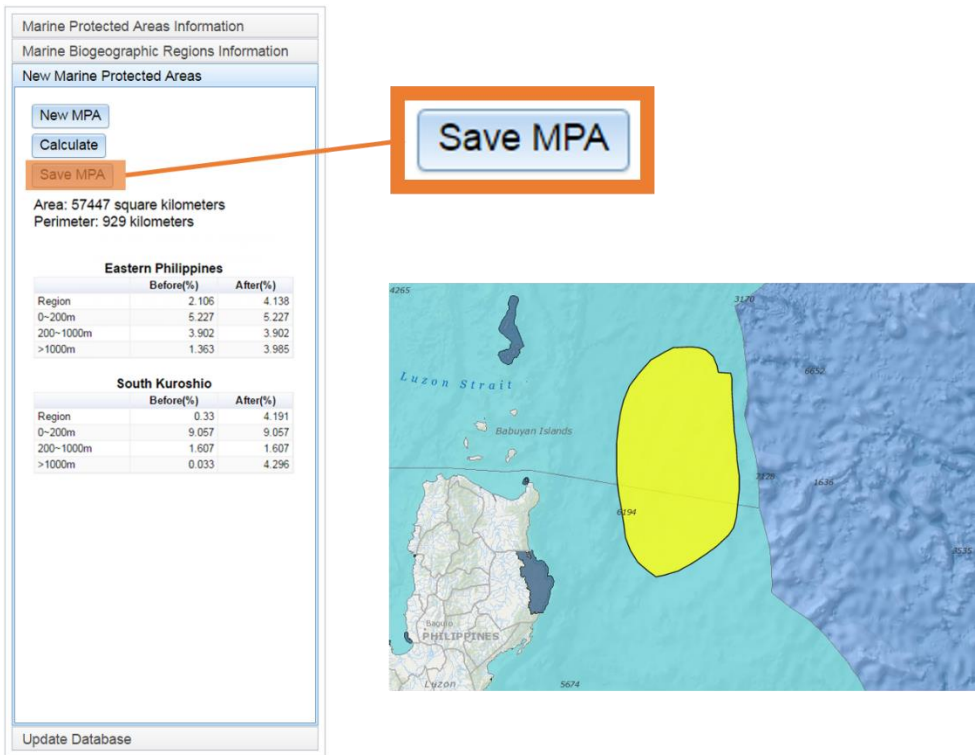 Marine Protected Areas Information
Marine Biogeographic Regions Information
New Marine Protected Areas
New MPA
Calculate
Save MPA
Area: 57447 square kilometers
Perimeter: 929 kilometers
Eastern Philippines
Before(%) After(%)
Region 2.106 4.138
0~200m 5.227 5.227
200~1000m 3.902 3.902
>1000m 1.363 3.985
South Kuroshio
Before(%) After(%)
Region 0.33 4.191
0~200m 9.057 9.057
200~1000m 1.607 1.607
>1000m 0.033 4.296
Update Database
Save MPA
4265
3170
Luzon Strait
6652
Babuyan Islands
7128
1636
6194
3535
Baguio
PHILIPPINES
Luzon
5674